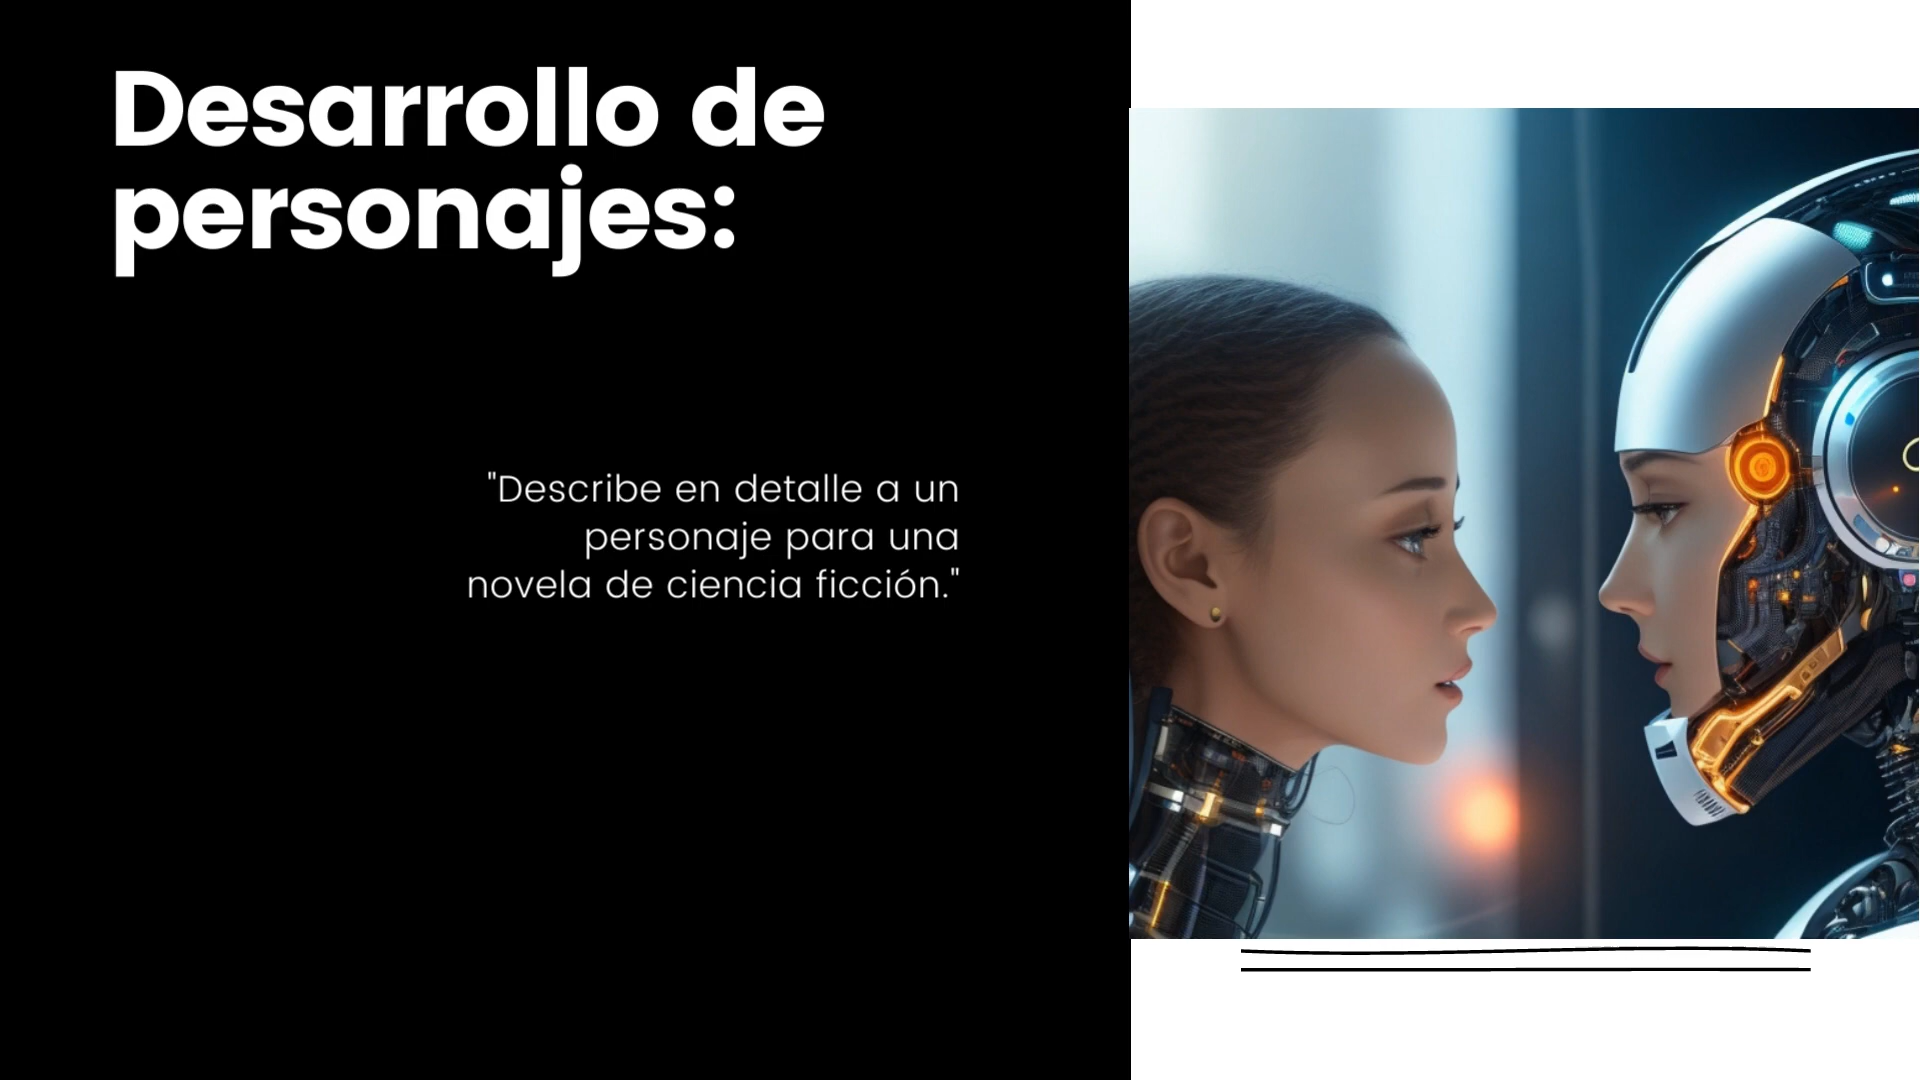 Desarrollo de
personajes:
"Describe en detalle a un
personaje para una
novela de ciencia ficción."